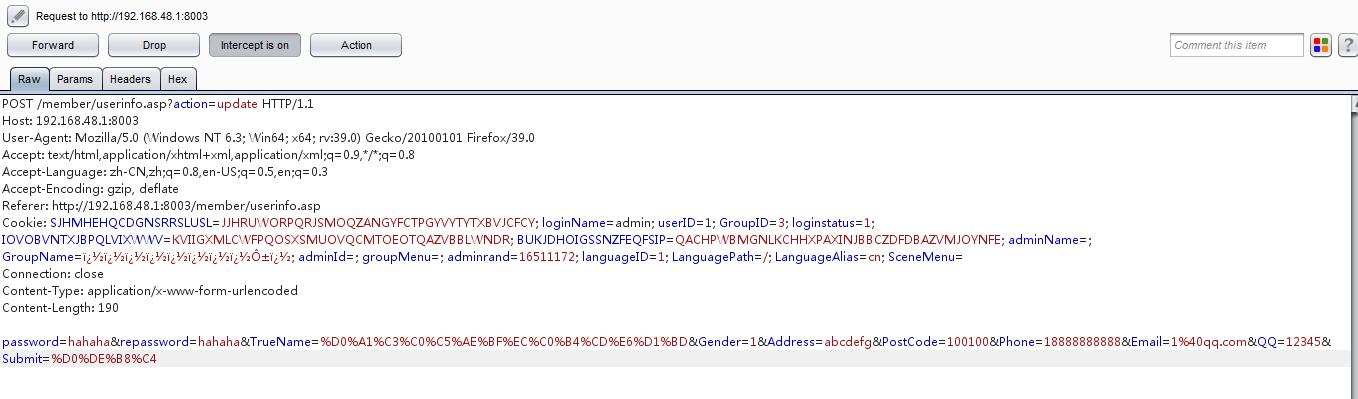 Request to http://192.168.48.1:8003
Forward Drop Intercept is on Action Comment this item ?
Raw Params Headers Hex
POST /member/userinfo.asp?action=update HTTP/1.1
Host: 192.168.48.1:8003
User-Agent: Mozilla/5.0 (Windows NT 6.3; Win64; x64; rv:39.0) Gecko/20100101 Firefox/39.0
Accept: text/html,application/xhtml+xml,application/xml;q=0.9,*/*;q=0.8
Accept-Language: zh-CN,zh;q=0.8,en-US;q=0.5,en;q=0.3
Accept-Encoding: gzip, deflate
Referer: http://192.168.48.1:8003/member/userinfo.asp
Cookie: SJHMHEHQCDGNSRRSLUSL=JJHRUWORPQRJSMOQZANGYFCTPGYVYTYTXBVJCFCY; loginName=admin; userID=1; GroupID=3; loginstatus=1;
IOVOBVNTXJBPQLVIXWWV=KVIIGXMLCWFPQOSXSMUOVQCMTOEOTQAZVBBLWNDR; BUKJDHOIGSSNZFEQFSIP=QACHPWBMGNLKCHHXPAXINJBBCZDFDBAZVMJOYNFE; adminName=;
GroupName=ï¿½ï¿½ï¿½ï¿½ï¿½ï¿½ï¿½ï¿½Ô±ï¿½; adminId=; groupMenu=; adminrand=16511172; languageID=1; LanguagePath=/; LanguageAlias=cn; SceneMenu=
Connection: close
Content-Type: application/x-www-form-urlencoded
Content-Length: 190
password=hahaha&repassword=hahaha&TrueName=%D0%A1%C3%C0%C5%AE%BF%EC%C0%B4%CD%E6%D1%BD&Gender=1&Address=abcdefg&PostCode=100100&Phone=18888888888&Email=1%40qq.com&QQ=12345&
Submit=%D0%DE%B8%C4